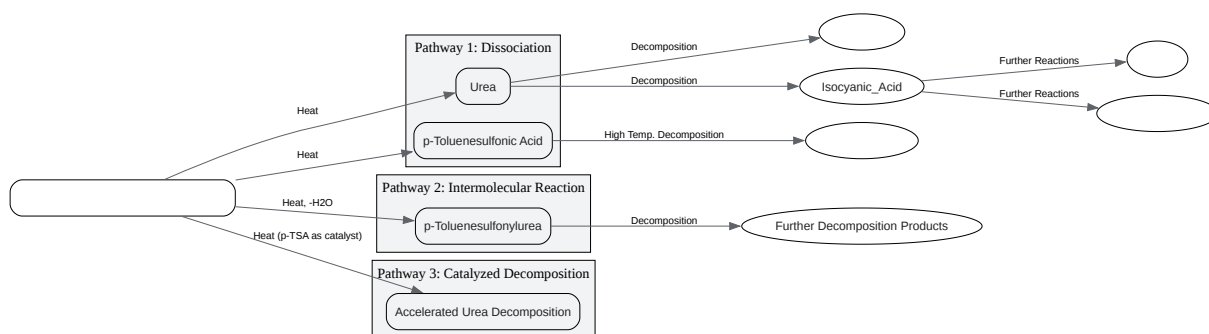 Pathway 1: Dissociation
Decomposition
Urea
Decomposition
Isocyanic_Acid
Further Reactions
Further Reactions
Heat
p-Toluenesulfonic Acid
High Temp. Decomposition
Heat
Pathway 2: Intermolecular Reaction
Heat, -H2O
p-Toluenesulfonylurea
Decomposition
Further Decomposition Products
Heat (p-TSA as catalyst)
Pathway 3: Catalyzed Decomposition
Accelerated Urea Decomposition